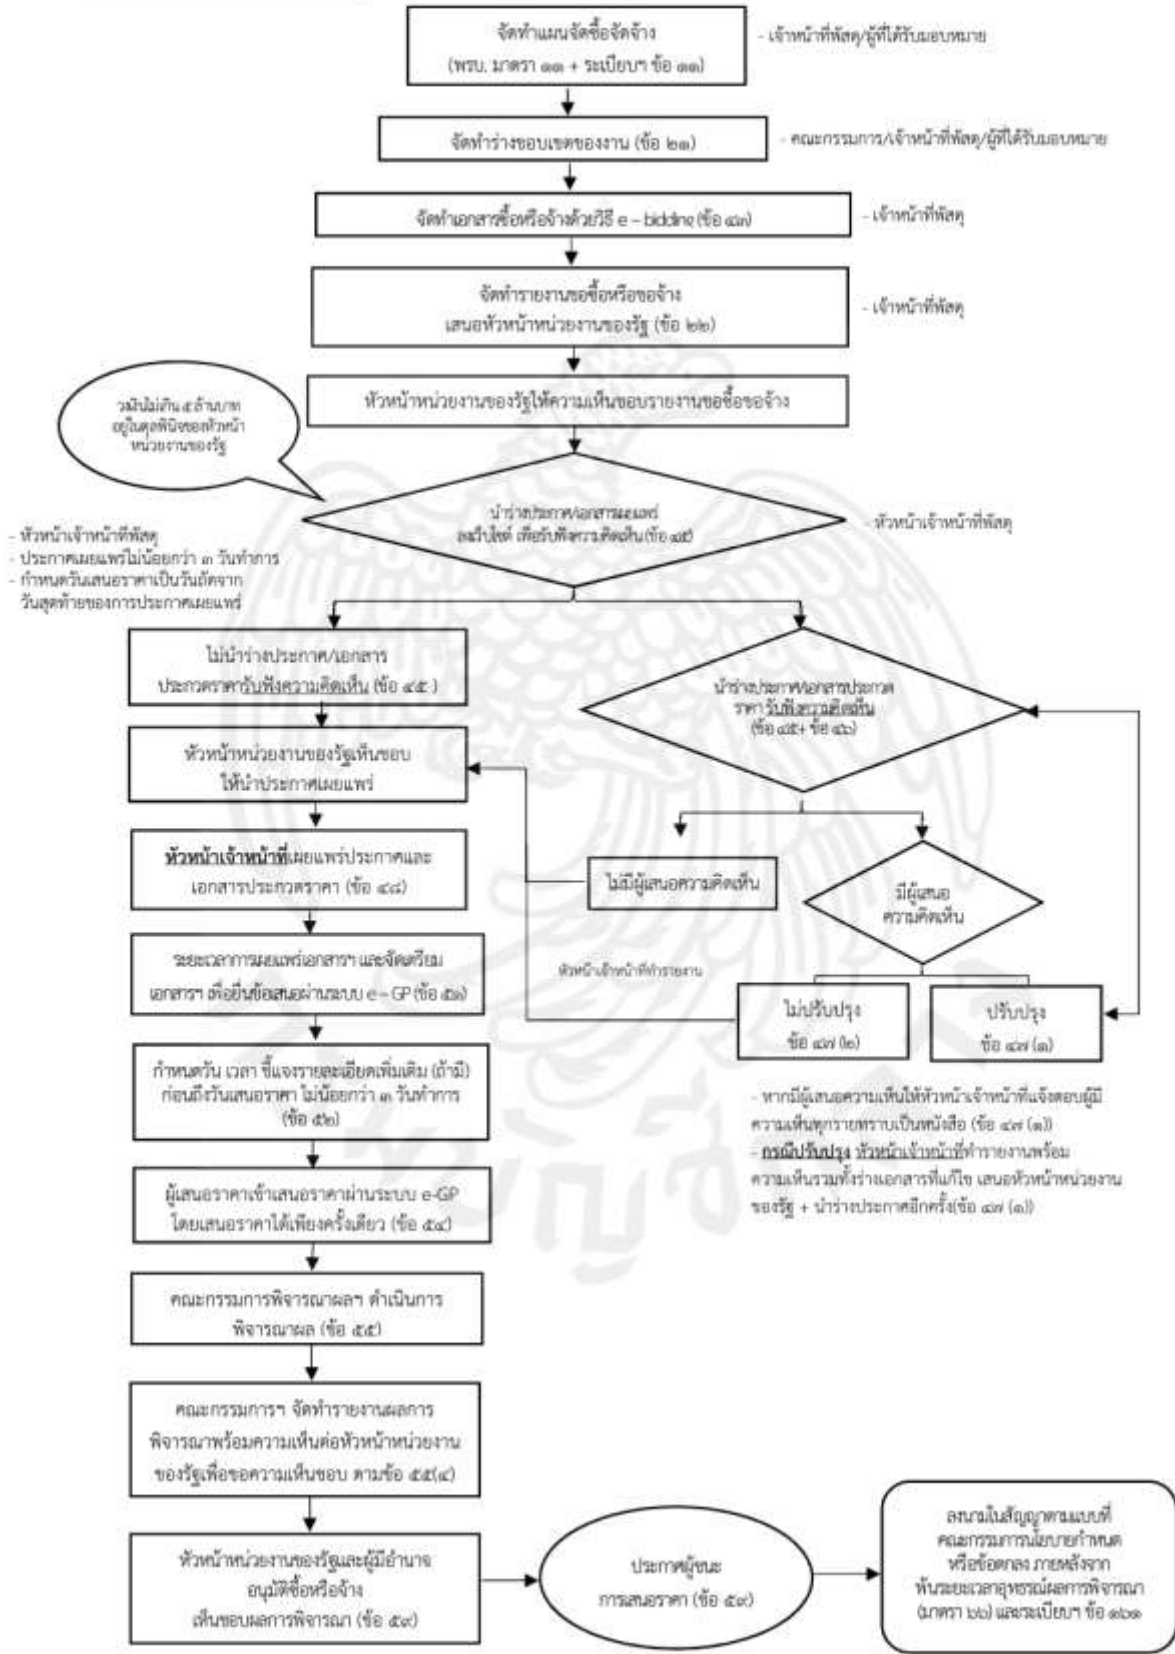 จัดทำแผนจัดซื้อจัดจ้าง
(พรบ. มาตรา ๑๑ + ระเบียบฯ ข้อ ๑๑)
- เจ้าหน้าที่พัสดุ/ผู้ที่ได้รับมอบหมาย
จัดทำร่างขอบเขตของงาน (ข้อ ๒๑)
- คณะกรรมการ/เจ้าหน้าที่พัสดุ/ผู้ที่ได้รับมอบหมาย
จัดทำเอกสารซื้อหรือจ้างด้วยวิธี e – bidding (ข้อ ๔๓)
- เจ้าหน้าที่พัสดุ
จัดทำรายงานขอซื้อหรือขอจ้าง
เสนอหัวหน้าหน่วยงานของรัฐ (ข้อ ๒๒)
- เจ้าหน้าที่พัสดุ
หัวหน้าหน่วยงานของรัฐให้ความเห็นชอบรายงานขอซื้อขอจ้าง
วงเงินไม่เกิน ๕ ล้านบาท
อยู่ในดุลพินิจของหัวหน้า
หน่วยงานของรัฐ
นำร่างประกาศ/เอกสารเผยแพร่
ลงเว็บไซต์ เพื่อรับฟังความคิดเห็น (ข้อ ๔๕)
- หัวหน้าเจ้าหน้าที่พัสดุ
- หัวหน้าเจ้าหน้าที่พัสดุ
- ประกาศเผยแพร่ไม่น้อยกว่า ๓ วันทำการ
- กำหนดวันเสนอราคาเป็นวันถัดจาก
วันสุดท้ายของการประกาศเผยแพร่
ไม่นำร่างประกาศ/เอกสาร
ประกวดราคารับฟังความคิดเห็น (ข้อ ๔๕ )
นำร่างประกาศ/เอกสารประกวด
ราคา รับฟังความคิดเห็น
(ข้อ ๔๕+ ข้อ ๔๖)
หัวหน้าหน่วยงานของรัฐเห็นชอบ
ให้นำประกาศเผยแพร่
หัวหน้าเจ้าหน้าที่เผยแพร่ประกาศและ
เอกสารประกวดราคา (ข้อ ๔๘)
ไม่มีผู้เสนอความคิดเห็น
มีผู้เสนอ
ความคิดเห็น
ระยะเวลาการเผยแพร่เอกสารฯ และจัดเตรียม
เอกสารฯ เพื่อยื่นข้อเสนอผ่านระบบ e – GP (ข้อ ๕๑)
หัวหน้าเจ้าหน้าที่ทำรายงาน
ไม่ปรับปรุง
ข้อ ๔๗ (๒)
ปรับปรุง
ข้อ ๔๗ (๑)
กำหนดวัน เวลา ชี้แจงรายละเอียดเพิ่มเติม (ถ้ามี)
ก่อนถึงวันเสนอราคา ไม่น้อยกว่า ๓ วันทำการ
(ข้อ ๕๒)
- หากมีผู้เสนอความเห็นให้หัวหน้าเจ้าหน้าที่แจ้งตอบผู้มี
ความเห็นทุกรายทราบเป็นหนังสือ (ข้อ ๔๗ (๑))
- กรณีปรับปรุง หัวหน้าเจ้าหน้าที่ทำรายงานพร้อม
ความเห็นรวมทั้งร่างเอกสารที่แก้ไข เสนอหัวหน้าหน่วยงาน
ของรัฐ + นำร่างประกาศอีกครั้ง(ข้อ ๔๗ (๑))
ผู้เสนอราคาเข้าเสนอราคาผ่านระบบ e-GP
โดยเสนอราคาได้เพียงครั้งเดียว (ข้อ ๕๔)
คณะกรรมการพิจารณาผลฯ ดำเนินการ
พิจารณาผล (ข้อ ๕๕)
คณะกรรมการฯ จัดทำรายงานผลการ
พิจารณาพร้อมความเห็นต่อหัวหน้าหน่วยงาน
ของรัฐเพื่อขอความเห็นชอบ ตามข้อ ๕๕(๔)
หัวหน้าหน่วยงานของรัฐและผู้มีอำนาจ
อนุมัติซื้อหรือจ้าง
เห็นชอบผลการพิจารณา (ข้อ ๕๙)
ประกาศผู้ชนะ
การเสนอราคา (ข้อ ๕๙)
ลงนามในสัญญาตามแบบที่
คณะกรรมการนโยบายกำหนด
หรือข้อตกลง ภายหลังจาก
พ้นระยะเวลาอุทธรณ์ผลการพิจารณา
(มาตรา ๖๖) และระเบียบฯ ข้อ ๑๖๑